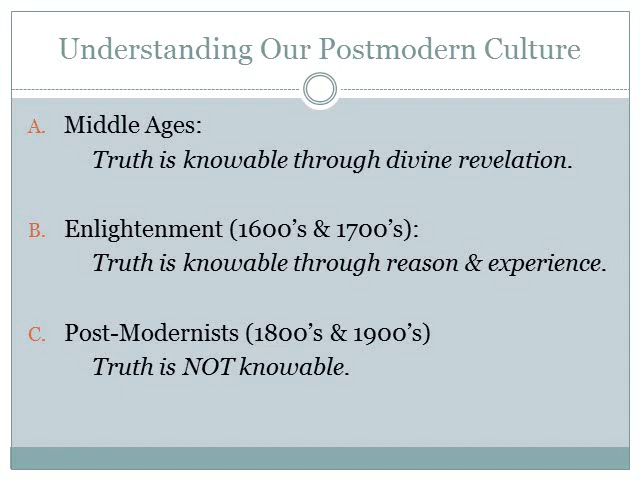 Understanding Our Postmodern Culture
A. Middle Ages:
Truth is knowable through divine revelation.
B. Enlightenment (1600’s & 1700’s):
Truth is knowable through reason & experience.
C. Post-Modernists (1800’s & 1900’s)
Truth is NOT knowable.